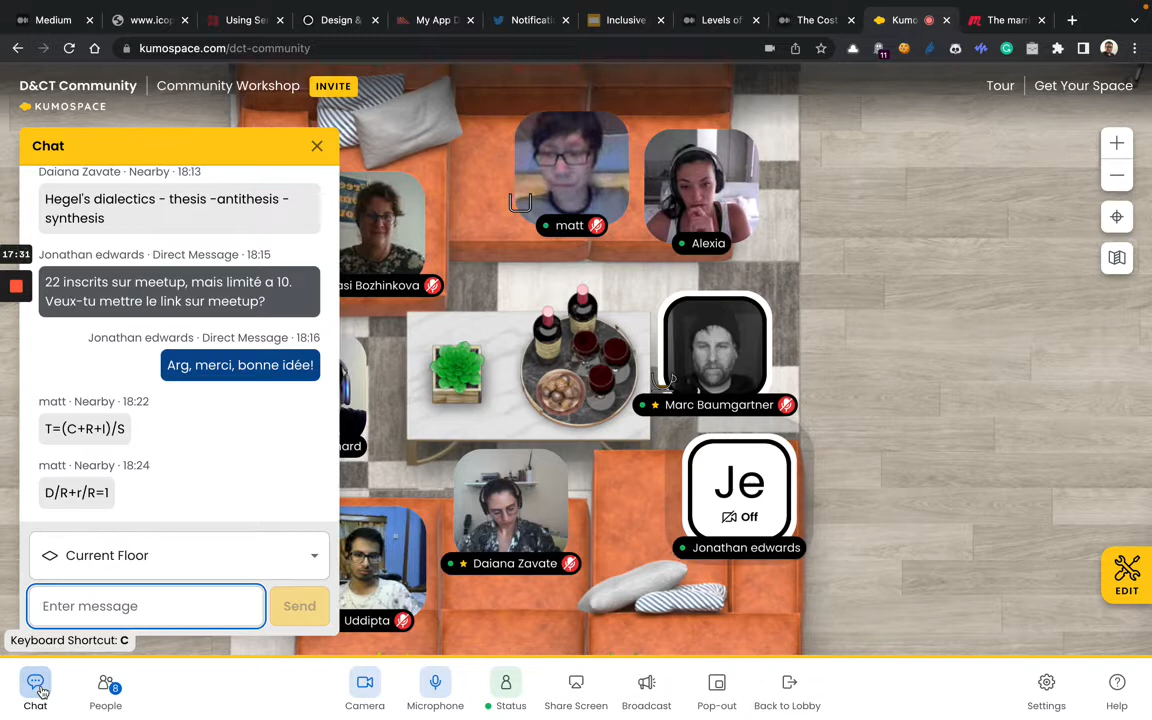 Medium
www.icop
Using Se
Design &
My App D
Notificati
Inclusive
Levels of
The Cost
Kumo
The marr
kumospace.com/dct-community
11
D&CT Community
Community Workshop
INVITE
KUMOSPACE
Tour
Get Your Space
Chat
Daiana Zavate · Nearby · 18:13
Hegel's dialectics - thesis -antithesis -
synthesis
17:31
Jonathan edwards · Direct Message · 18:15
22 inscrits sur meetup, mais limité a 10.
Veux-tu mettre le link sur meetup?
Jonathan edwards · Direct Message · 18:16
Arg, merci, bonne idée!
matt · Nearby · 18:22
T=(C+R+I)/S
matt · Nearby · 18:24
D/R+r/R=1
Current Floor
Enter message
Send
Keyboard Shortcut: C
matt
Alexia
asi Bozhinkova
Marc Baumgartner
ard
Je
Off
Jonathan edwards
Daiana Zavate
Uddipta
EDIT
Chat
8
People
Camera
Microphone
Status
Share Screen
Broadcast
Pop-out
Back to Lobby
Settings
Help